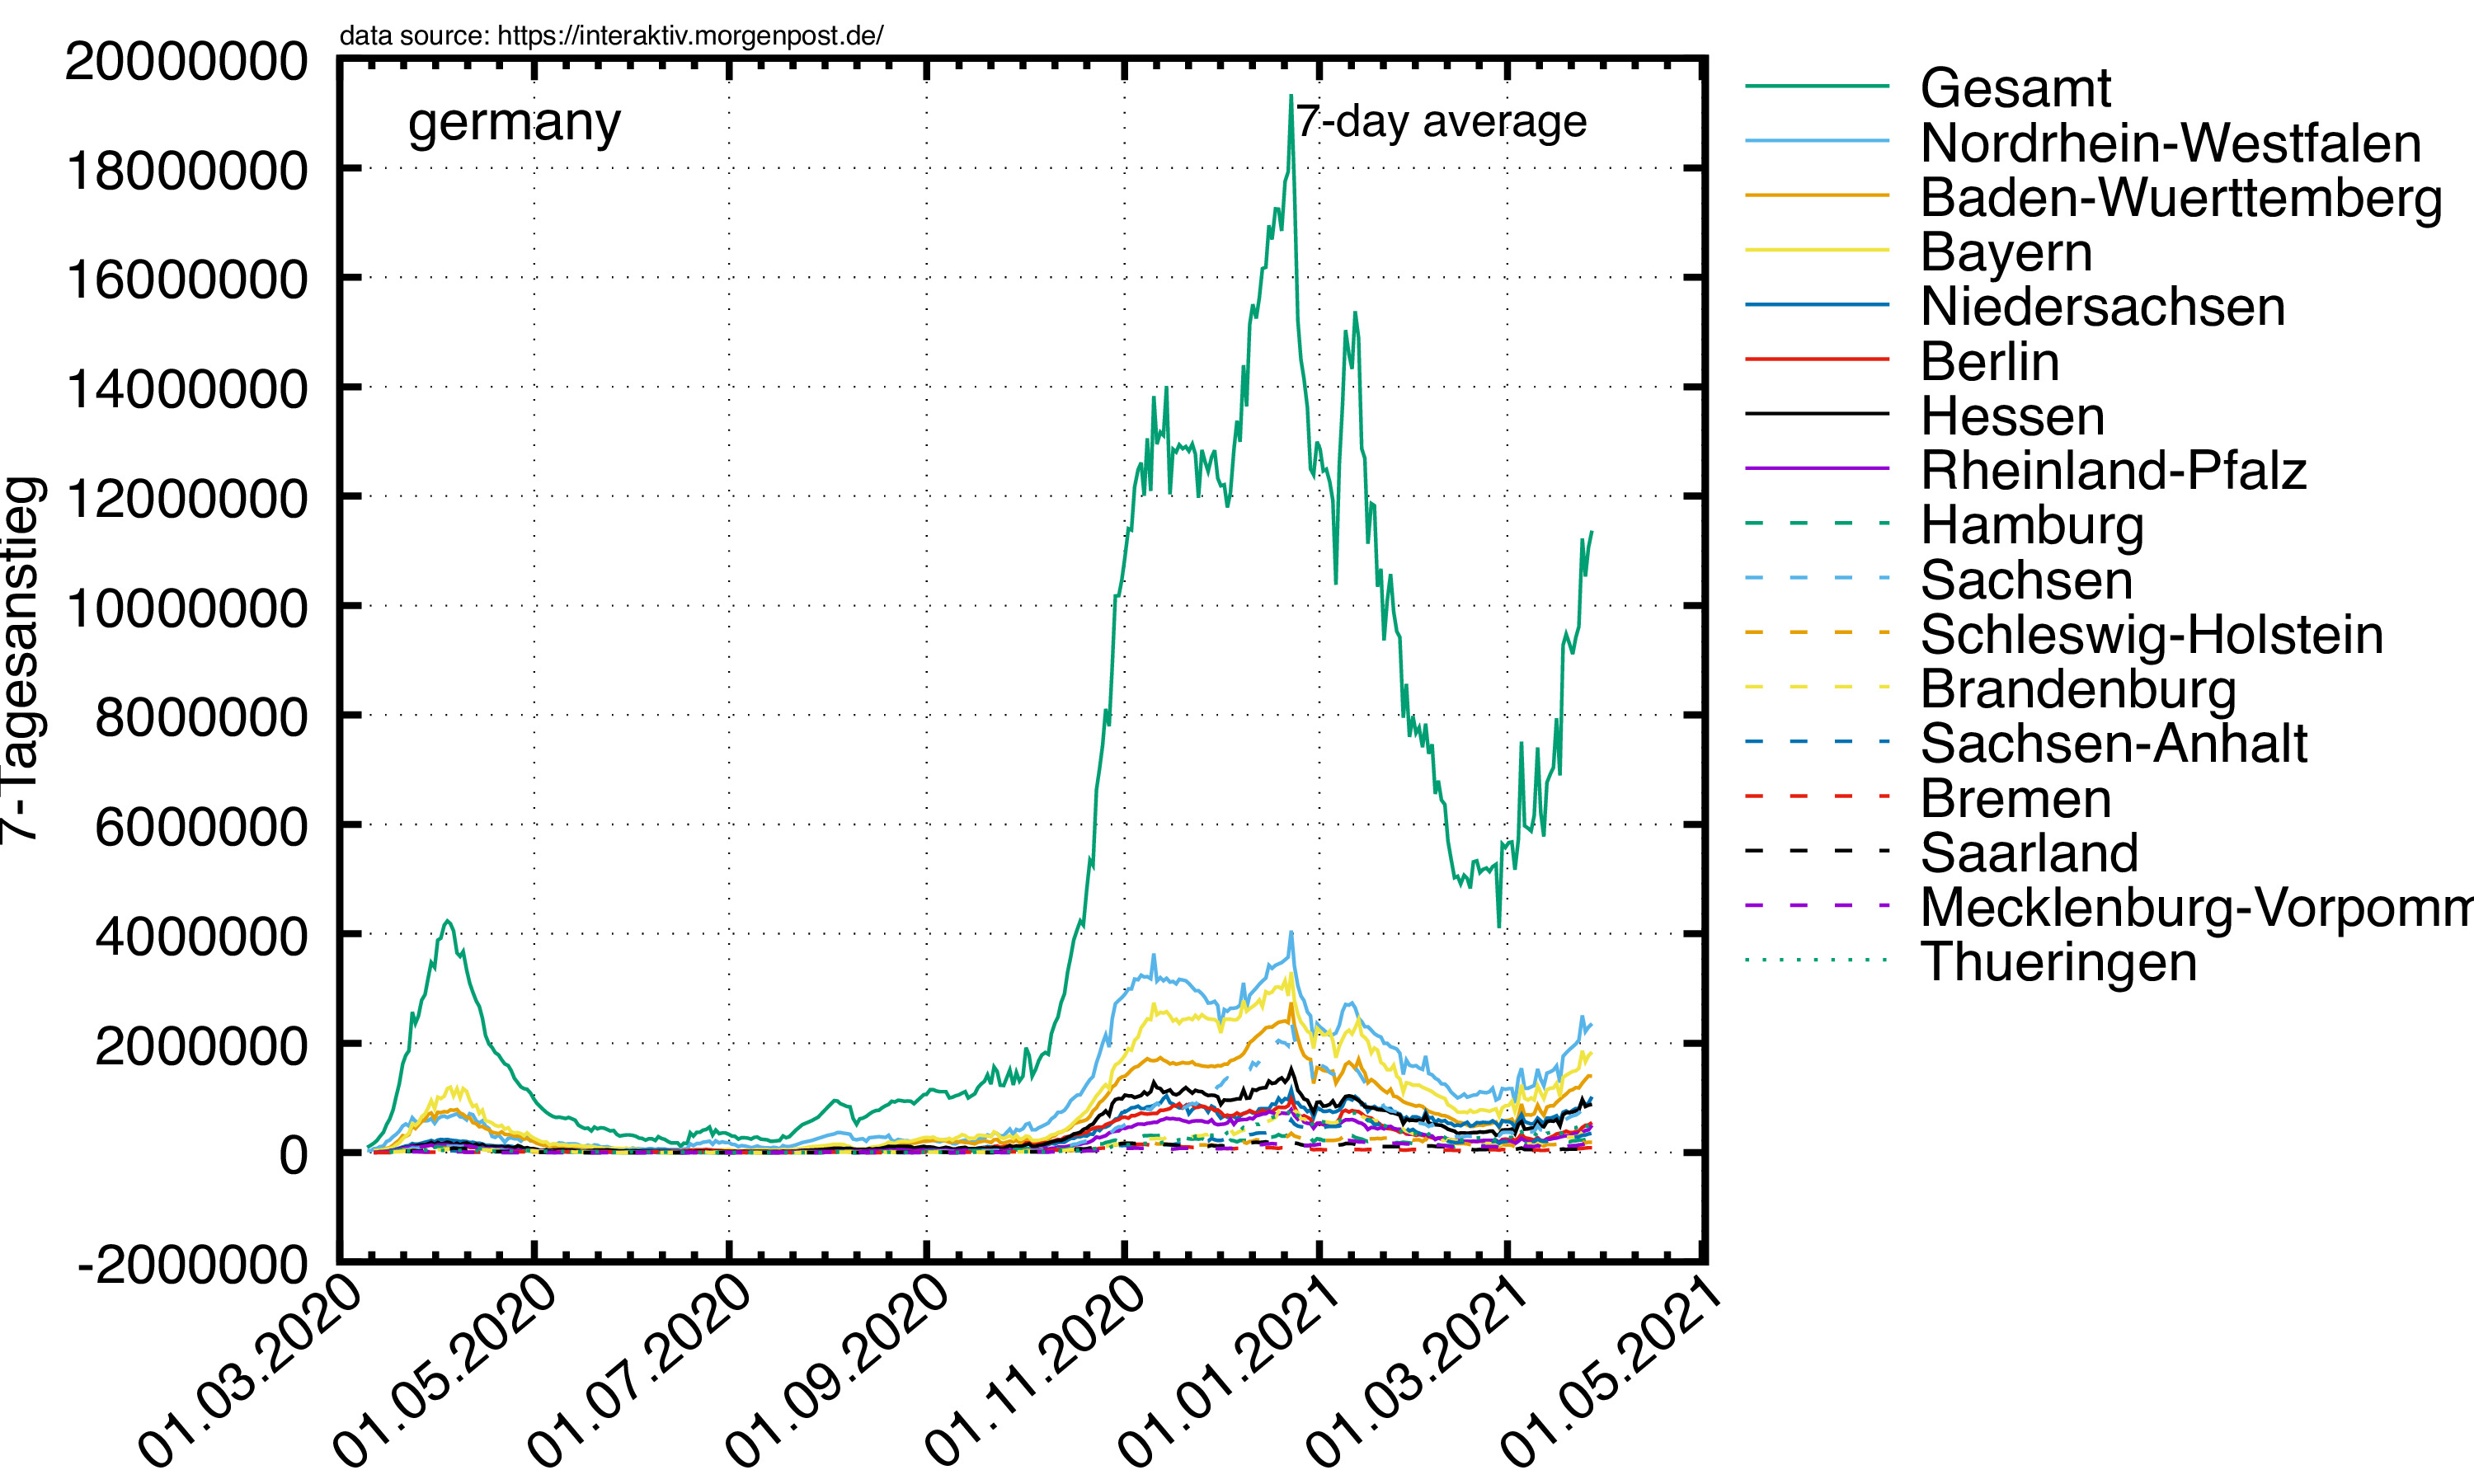 data source: https://interaktiv.morgenpost.de/
germany
7-day average
20000000
18000000
16000000
14000000
12000000
10000000
8000000
6000000
4000000
2000000
0
-2000000
7-Tagesanstieg
01.03.2020
01.05.2020
01.07.2020
01.09.2020
01.11.2020
01.01.2021
01.03.2021
01.05.2021
Gesamt
Nordrhein-Westfalen
Baden-Wuerttemberg
Bayern
Niedersachsen
Berlin
Hessen
Rheinland-Pfalz
Hamburg
Sachsen
Schleswig-Holstein
Brandenburg
Sachsen-Anhalt
Bremen
Saarland
Mecklenburg-Vorpomm
Thueringen